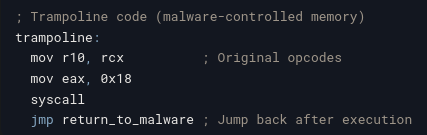 ; Trampoline code (malware-controlled memory)
trampoline:
  mov r10, rcx         ; Original opcodes
  mov eax, 0x18
  syscall
  jmp return_to_malware ; Jump back after execution